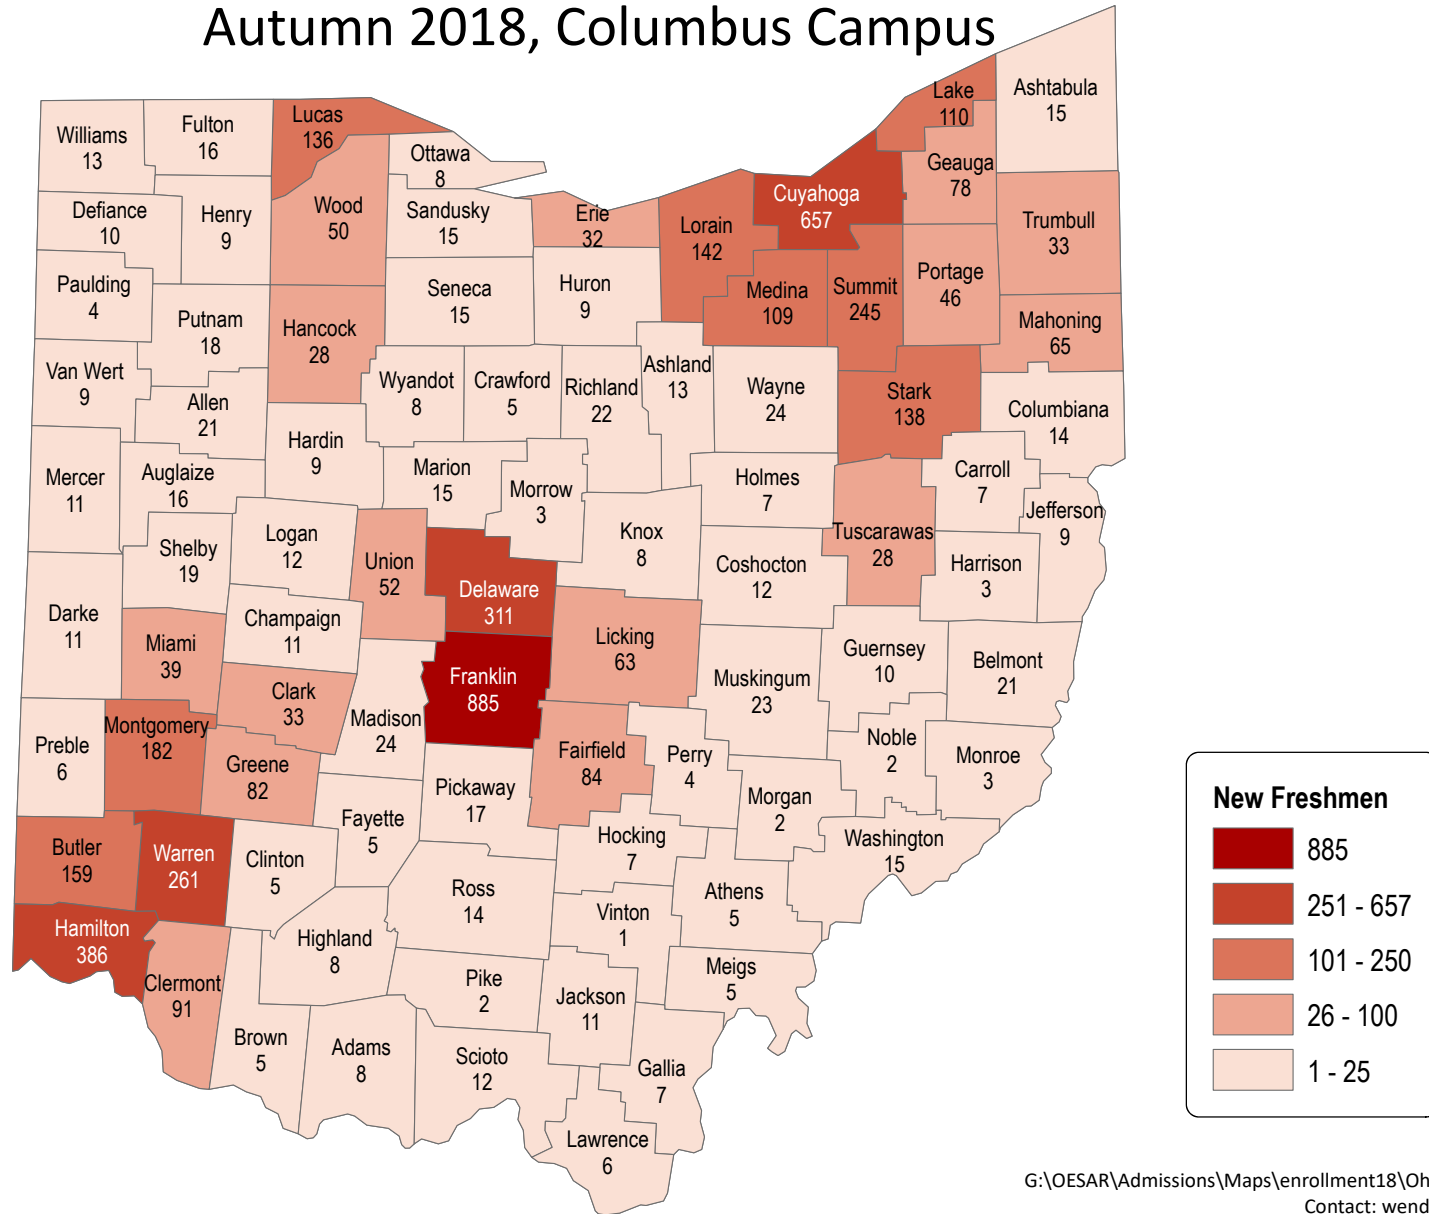 Autumn 2018, Columbus Campus
Williams
13
Fulton
16
Lucas
136
Ottawa
8
Lake
110
Ashtabula
15
Geauga
78
Cuyahoga
657
Defiance
10
Henry
9
Wood
50
Sandusky
15
Erie
32
Lorain
142
Trumbull
33
Paulding
4
Putnam
18
Hancock
28
Seneca
15
Huron
9
Medina
109
Summit
245
Portage
46
Mahoning
65
Van Wert
9
Allen
21
Wyandot
8
Crawford
5
Richland
22
Ashland
13
Wayne
24
Stark
138
Columbiana
14
Hardin
9
Mercer
11
Auglaize
16
Marion
15
Morrow
3
Holmes
7
Carroll
7
Jefferson
9
Shelby
19
Logan
12
Union
52
Knox
8
Coshocton
12
Tuscarawas
28
Harrison
3
Delaware
311
Darke
11
Champaign
11
Miami
39
Licking
63
Guernsey
10
Belmont
21
Franklin
885
Muskingum
23
Clark
33
Madison
24
Montgomery
182
Preble
6
Greene
82
Fairfield
84
Perry
4
Noble
2
Monroe
3
Pickaway
17
Morgan
2
Fayette
5
Hocking
7
Washington
15
Butler
159
Warren
261
Clinton
5
Ross
14
Athens
5
Vinton
1
Hamilton
386
Highland
8
Clermont
91
Pike
2
Jackson
11
Meigs
5
Brown
5
Adams
8
Scioto
12
Gallia
7
Lawrence
6
New Freshmen
885
251 - 657
101 - 250
26 - 100
1 - 25
G:\OESAR\Admissions\Maps\enrollment18\Oh
Contact: wend